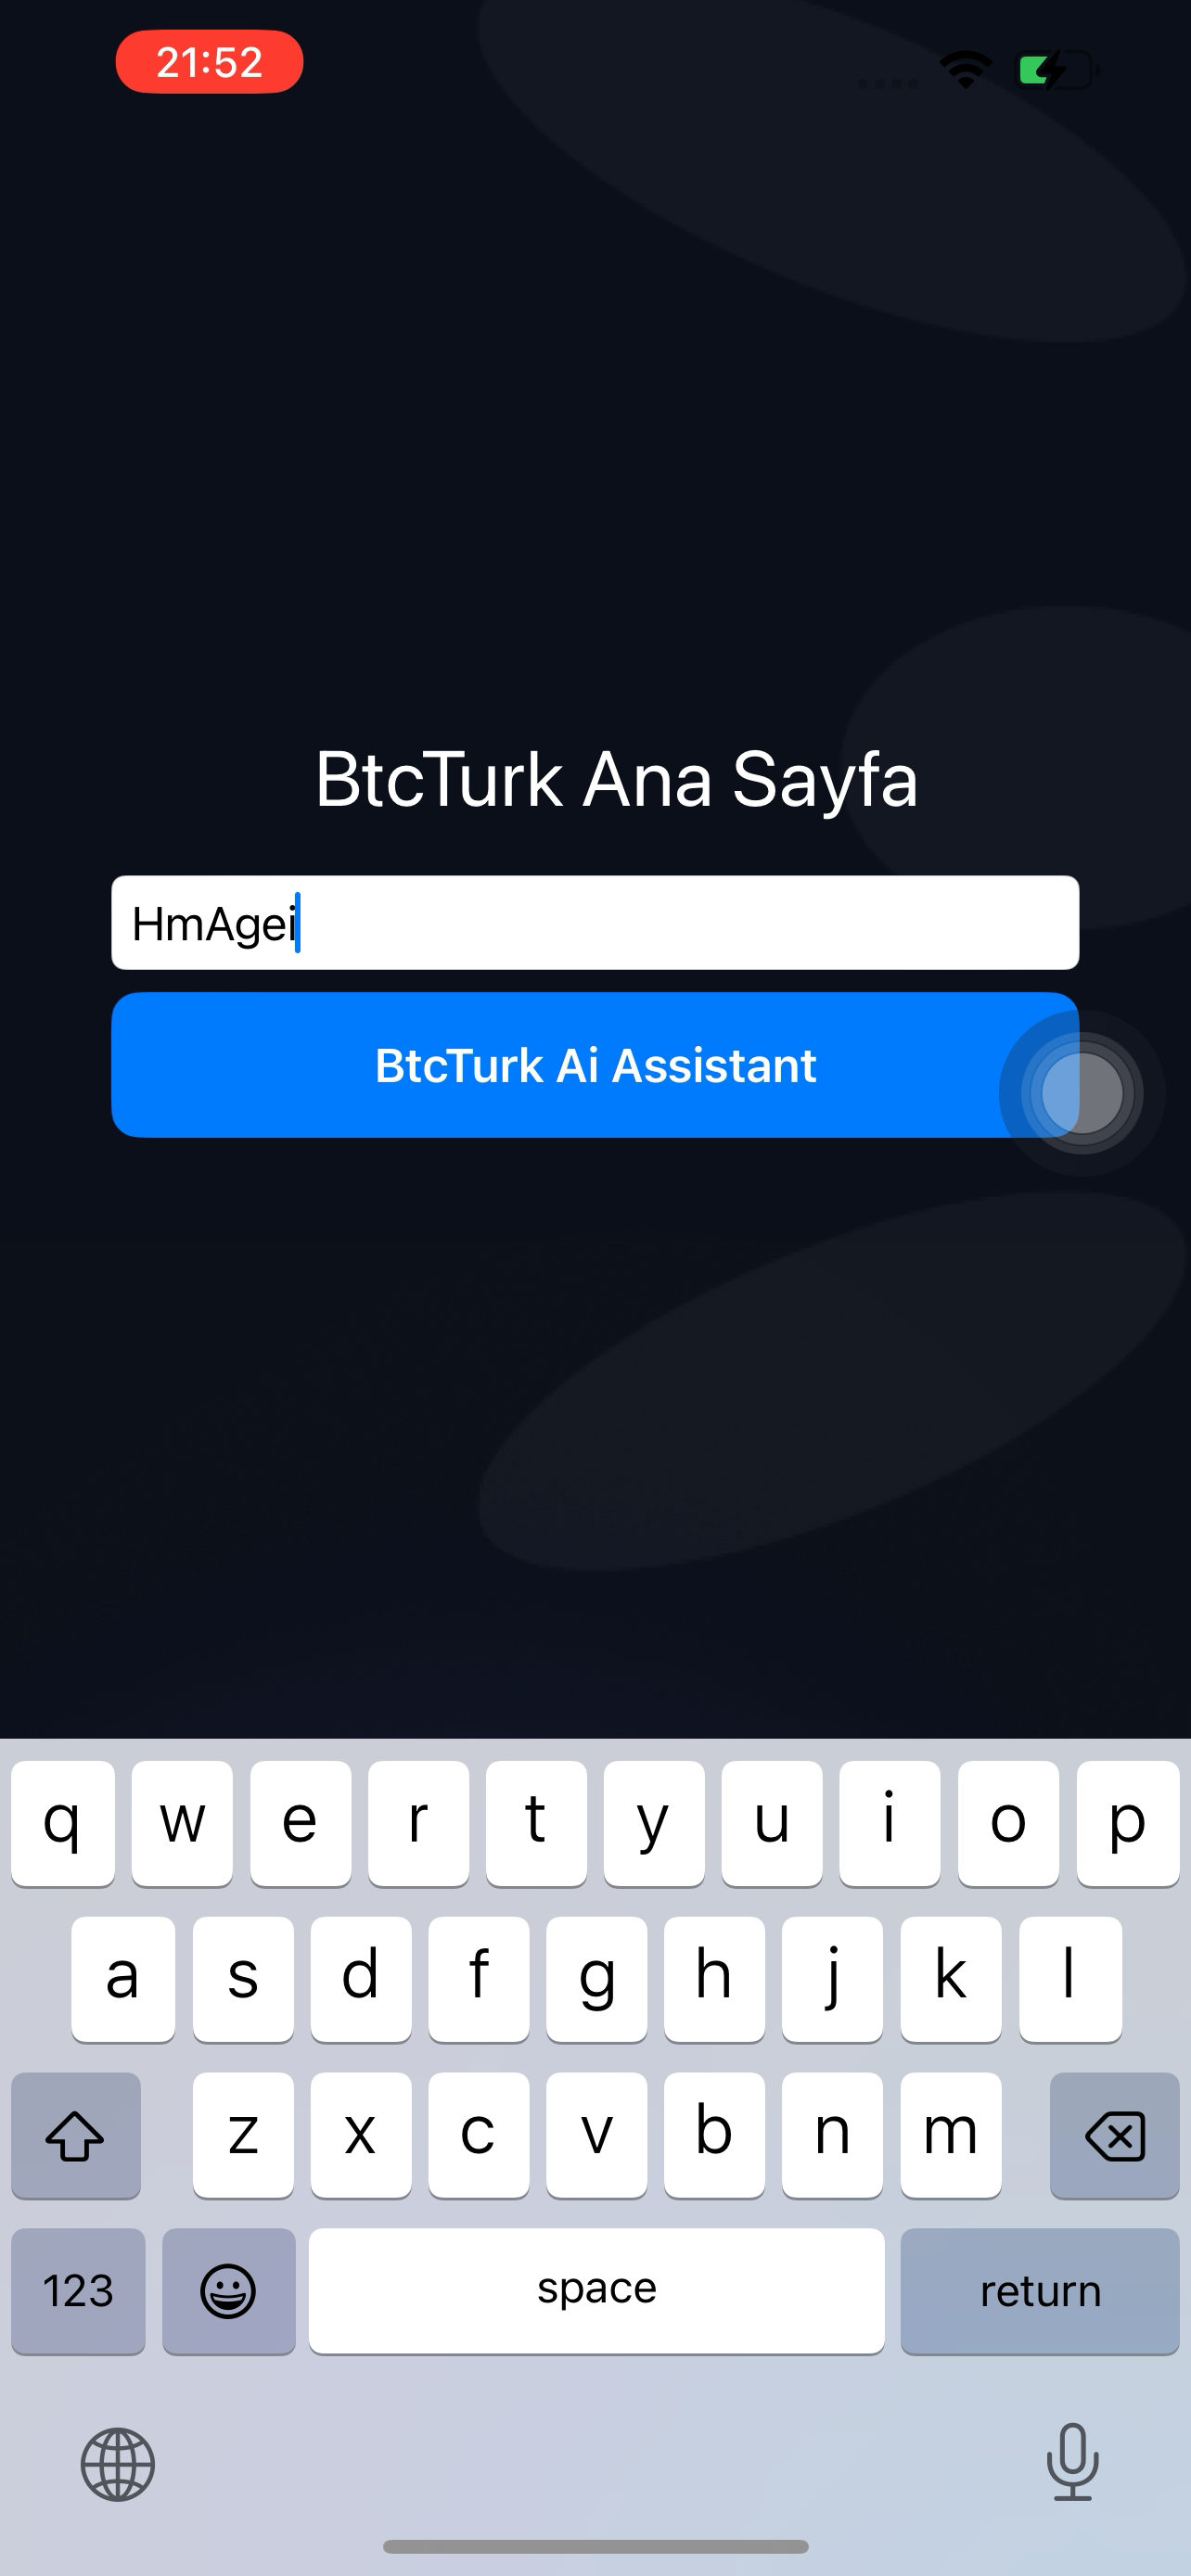 21:52
BtcTurk Ana Sayfa
HmAgei
BtcTurk Ai Assistant
q w e r t y u i o p
a s d f g h j k l
z x c v b n m
123 space return